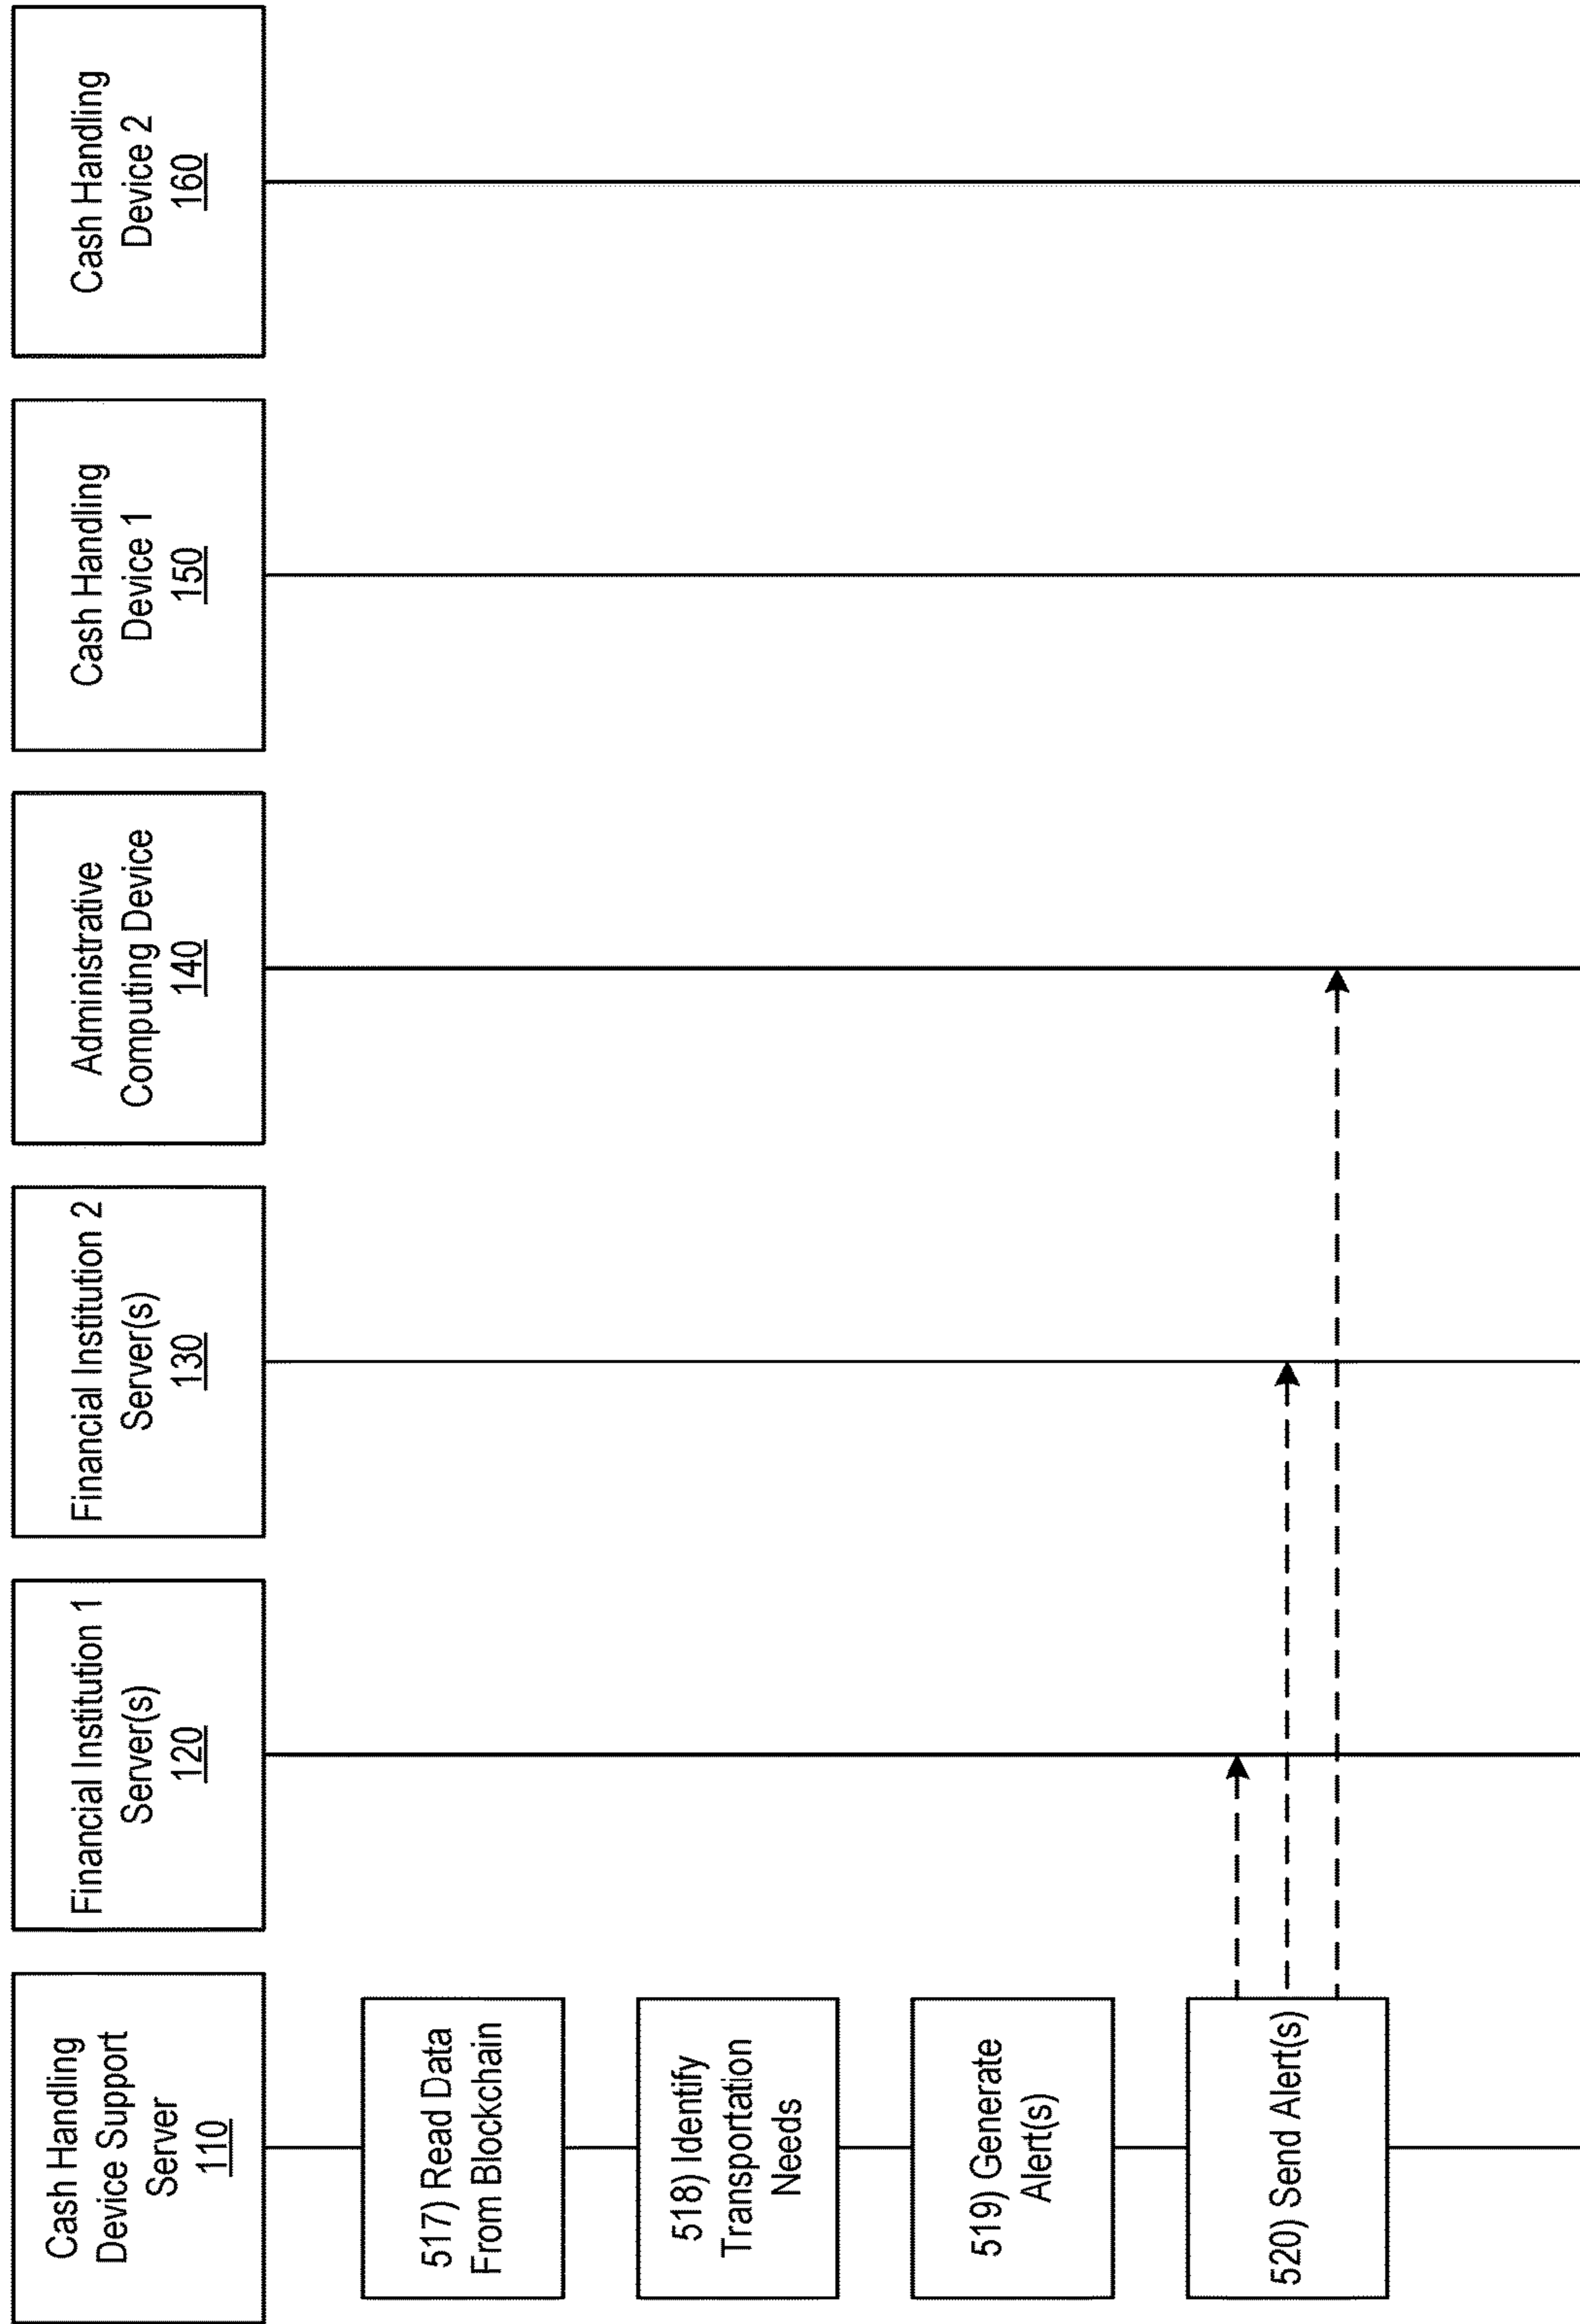 Cash Handling
Device Support
Server
110
Financial Institution 1
Server(s)
120
Financial Institution 2
Server(s)
130
Administrative
Computing Device
140
Cash Handling
Device 1
150
Cash Handling
Device 2
160
517) Read Data
From Blockchain
518) Identify
Transportation
Needs
519) Generate
Alert(s)
520) Send Alert(s)